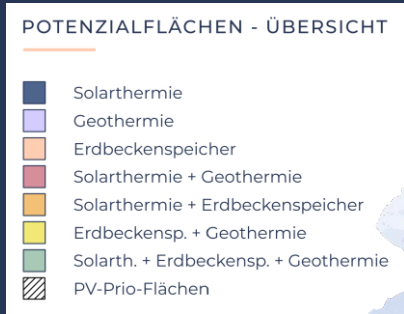 POTENZIALFLÄCHEN - ÜBERSICHT
Solarthermie
Geothermie
Erdbeckenspeicher
Solarthermie + Geothermie
Solarthermie + Erdbeckenspeicher
Erdbeckensp. + Geothermie
Solarth. + Erdbeckensp. + Geothermie
PV-Prio-Flächen